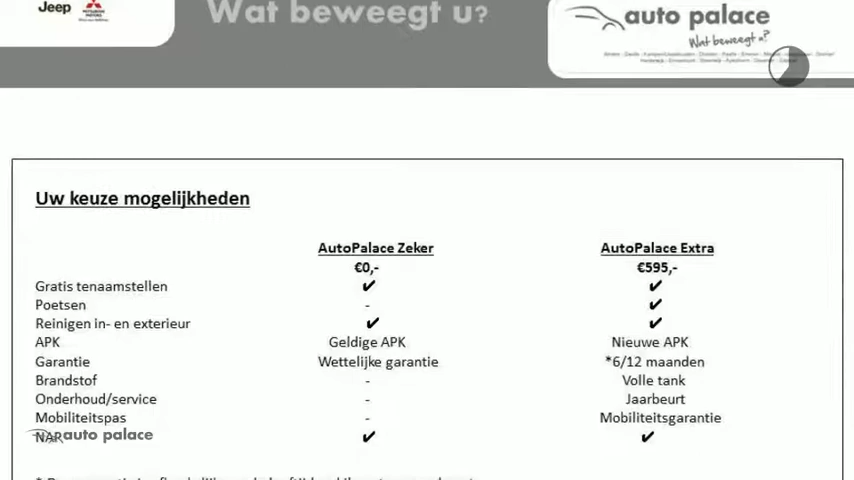 Jeep
MITSUBISHI MOTORS
Wat beweegt u?
auto palace
Wat beweegt u?
Uw keuze mogelijkheden
AutoPalace Zeker AutoPalace Extra
€0,- €595,-
Gratis tenaamstellen ✔ ✔
Poetsen - ✔
Reinigen in- en exterieur ✔ ✔
APK Geldige APK Nieuwe APK
Garantie Wettelijke garantie *6/12 maanden
Brandstof - Volle tank
Onderhoud/service - Jaarbeurt
Mobiliteitspas - Mobiliteitsgarantie
NAP ✔ ✔
auto palace